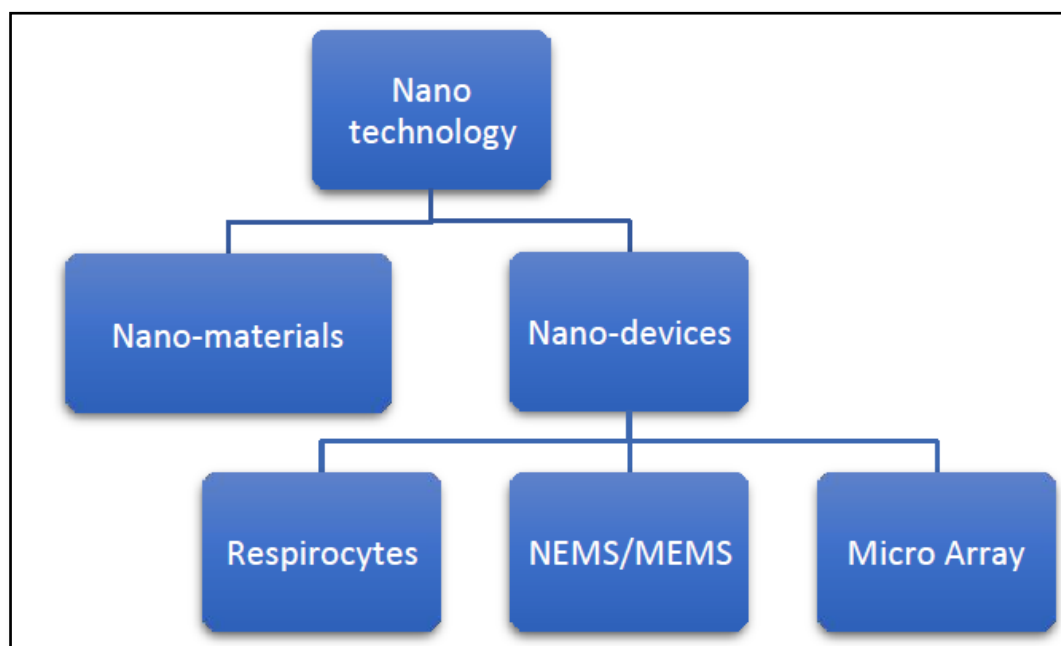 Nano
technology
Nano-materials
Nano-devices
Respirocytes
NEMS/MEMS
Micro Array